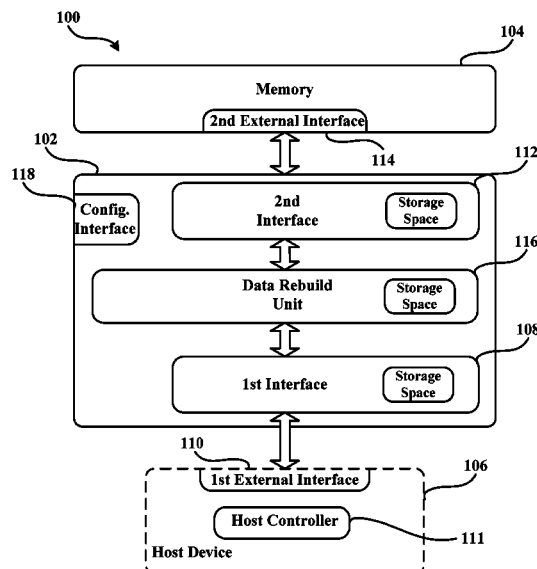 100
104
Memory
2nd External Interface
102
114
112
118
Config.
Interface
2nd
Interface
Storage
Space
116
Data Rebuild
Unit
Storage
Space
108
1st Interface
Storage
Space
110
106
1st External Interface
Host Controller
111
Host Device